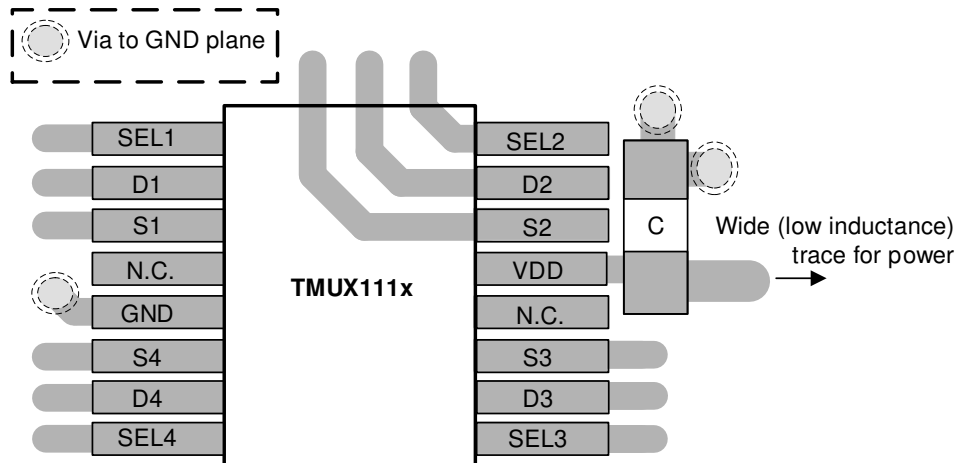 Via to GND plane
SEL1
D1
S1
N.C.
GND
S4
D4
SEL4
TMUX111x
SEL2
D2
S2
VDD
N.C.
S3
D3
SEL3
C
Wide (low inductance)
trace for power